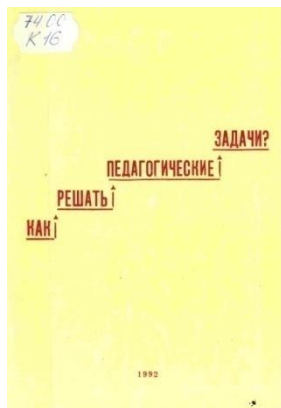 74.00
К 16
ЗАДАЧИ?
ПЕДАГОГИЧЕСКИЕ
РЕШАТЬ
КАК
1992